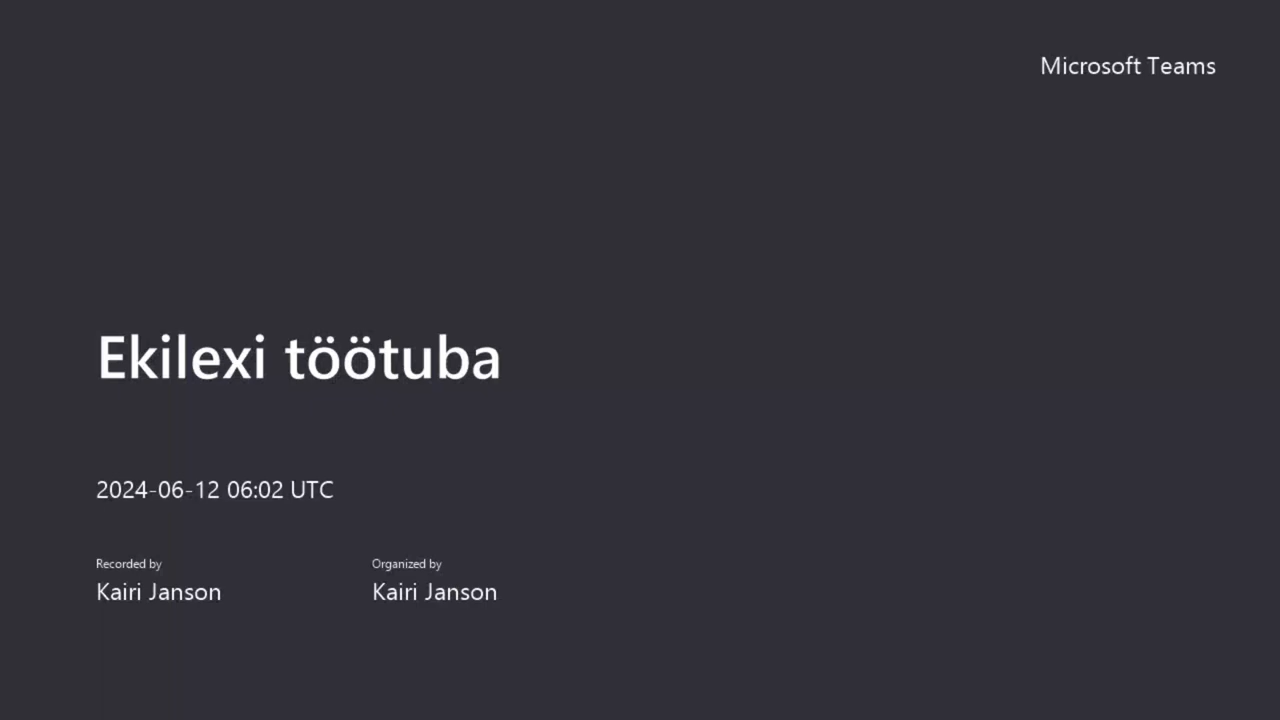 Microsoft Teams
Ekilexi töötuba
2024-06-12 06:02 UTC
Recorded by
Kairi Janson
Organized by
Kairi Janson